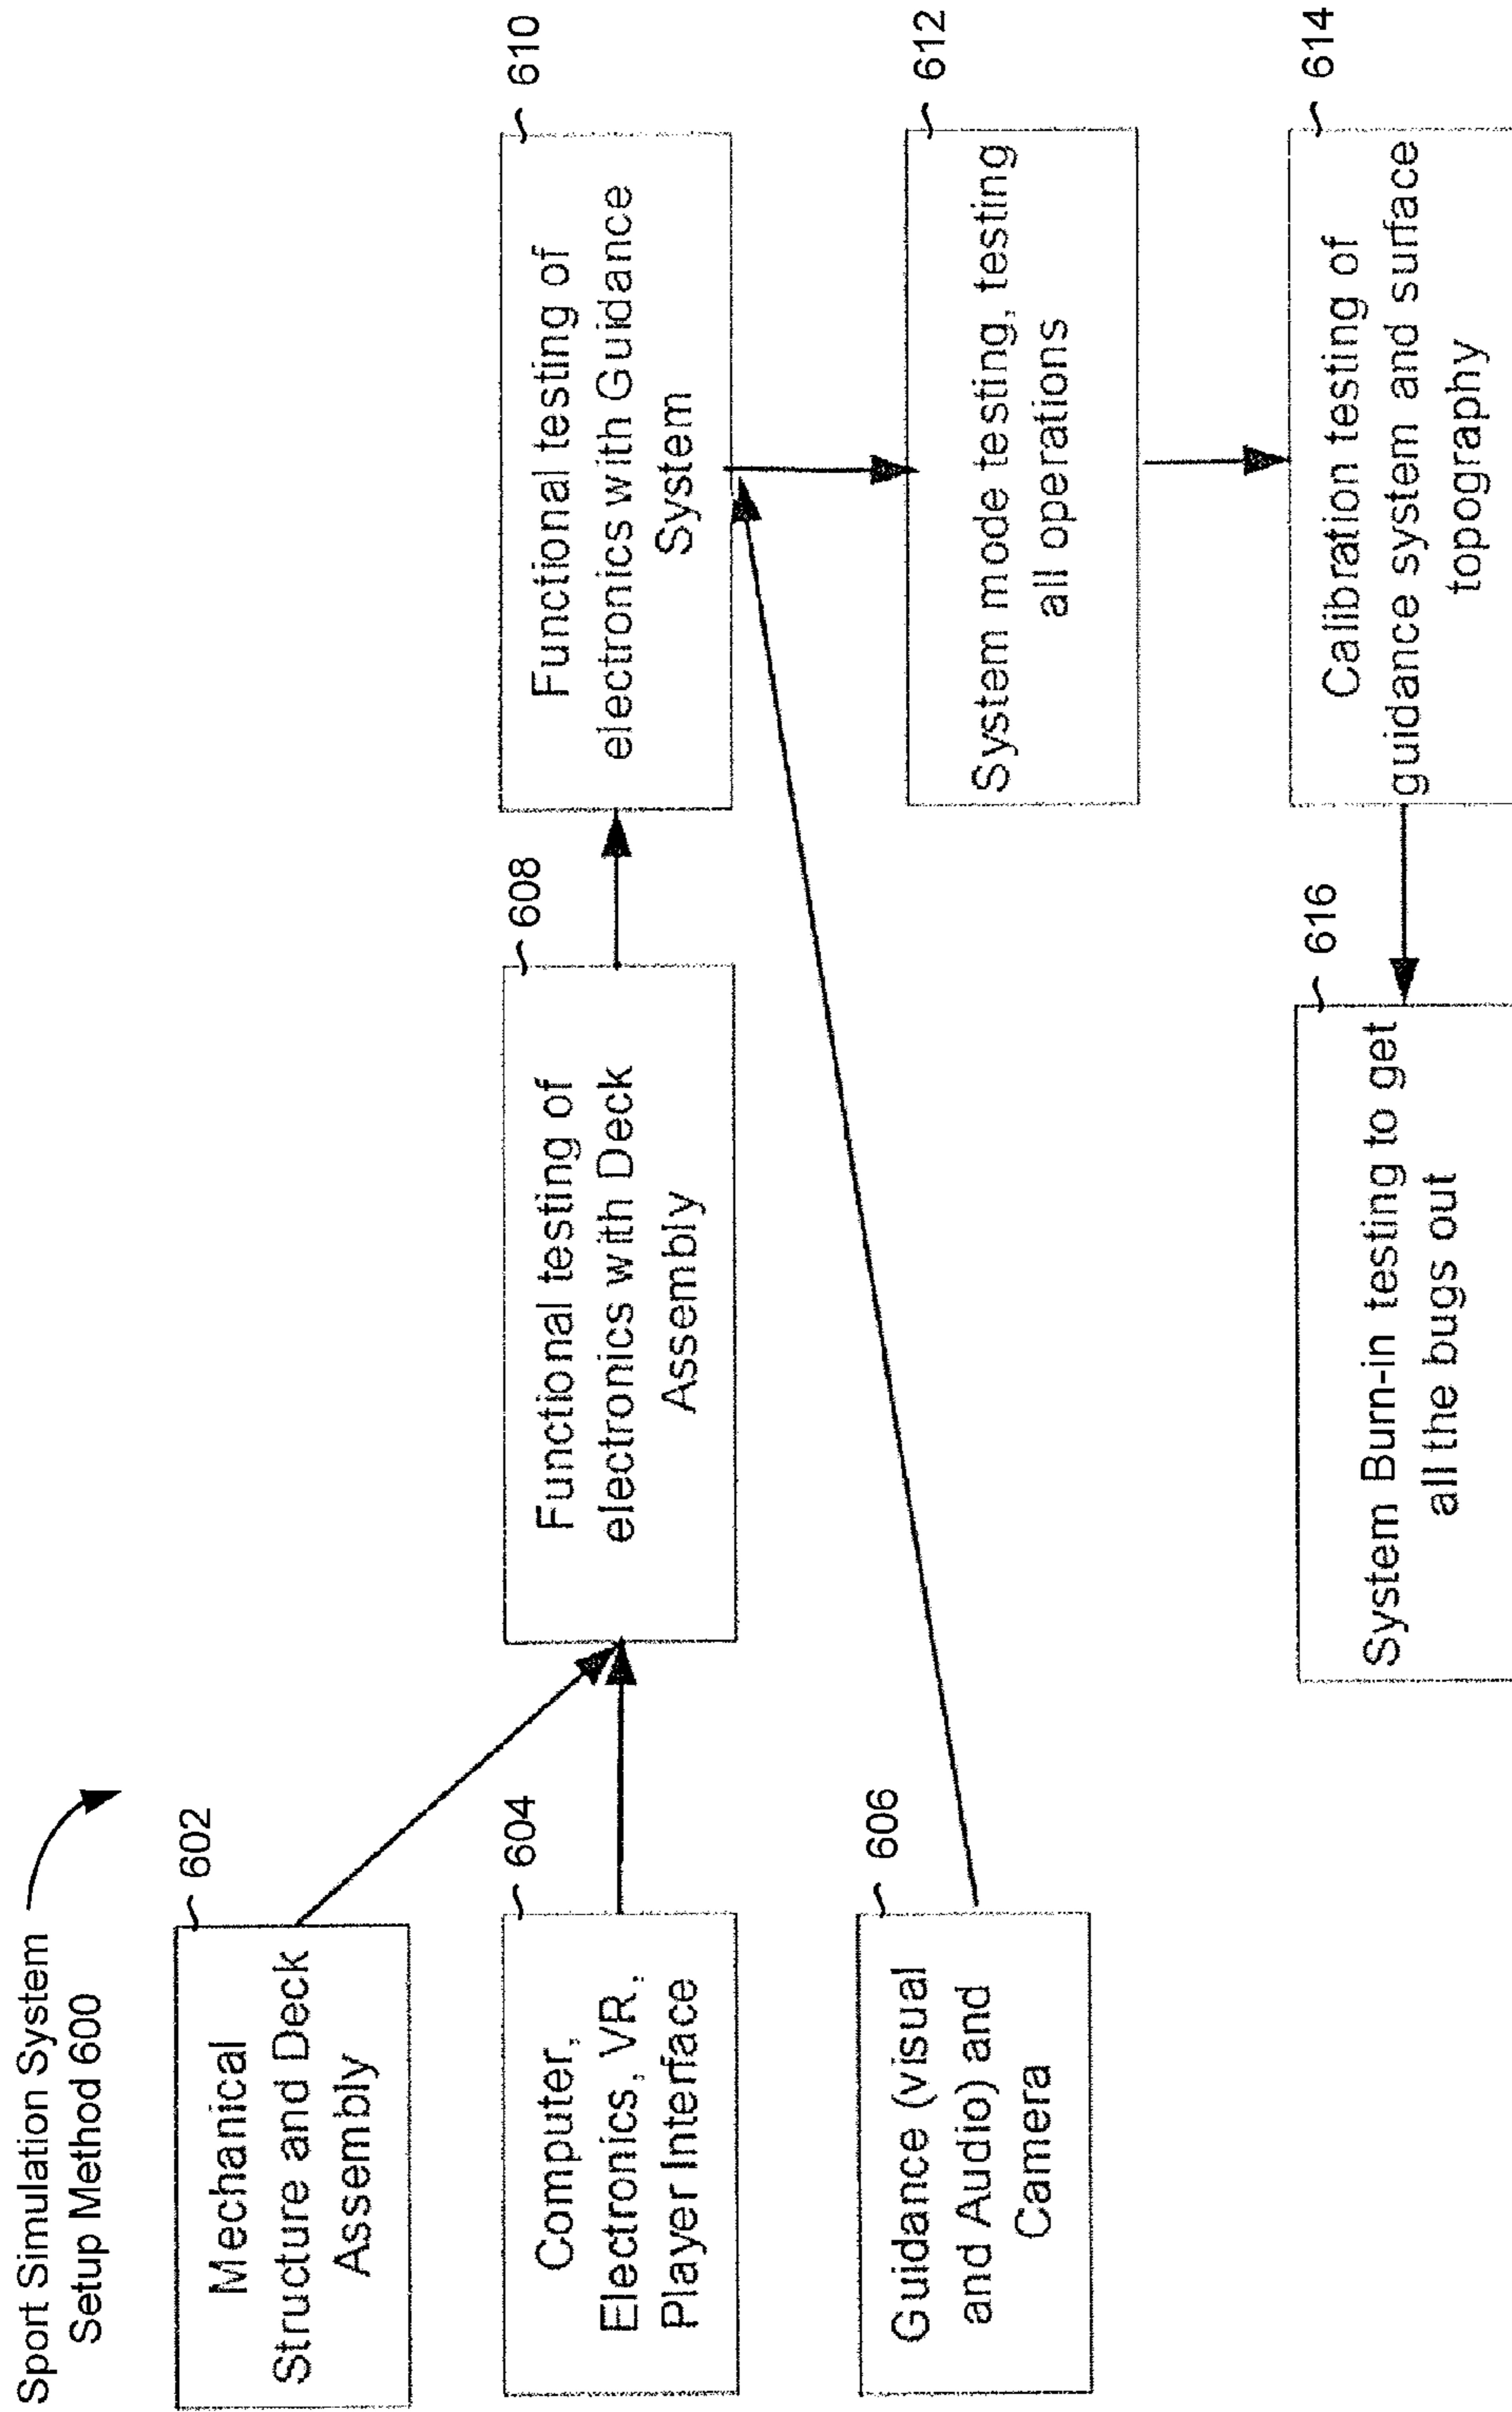 Sport Simulation System
Setup Method 600
602
Mechanical
Structure and Deck
Assembly
604
Computer,
Electronics, VR,
Player Interface
606
Guidance (visual
and Audio) and
Camera
608
Functional testing of
electronics with Deck
Assembly
610
Functional testing of
electronics with Guidance
System
612
System mode testing, testing
all operations
614
Calibration testing of
guidance system and surface
topography
616
System Burn-in testing to get
all the bugs out